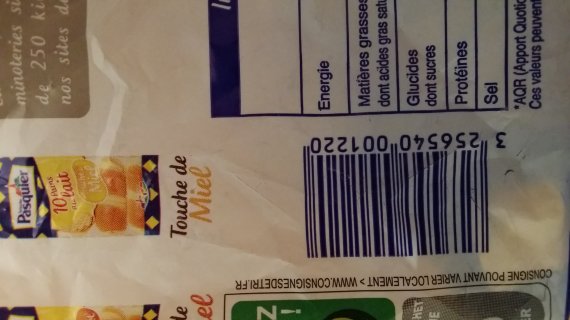 minoteries si
de 250 ki
nos sites de
Energie
Matières grasses
dont acides gras satu
Glucides
dont sucres
Protéines
Sel
*AQR (Apport Quotid
Ces valeurs peuvent
3 256540 001220
Pasquier
10 Pains
au lait
Touche de
Miel
CONSIGNE POUVANT VARIER LOCALEMENT > WWW.CONSIGNESDETRI.FR